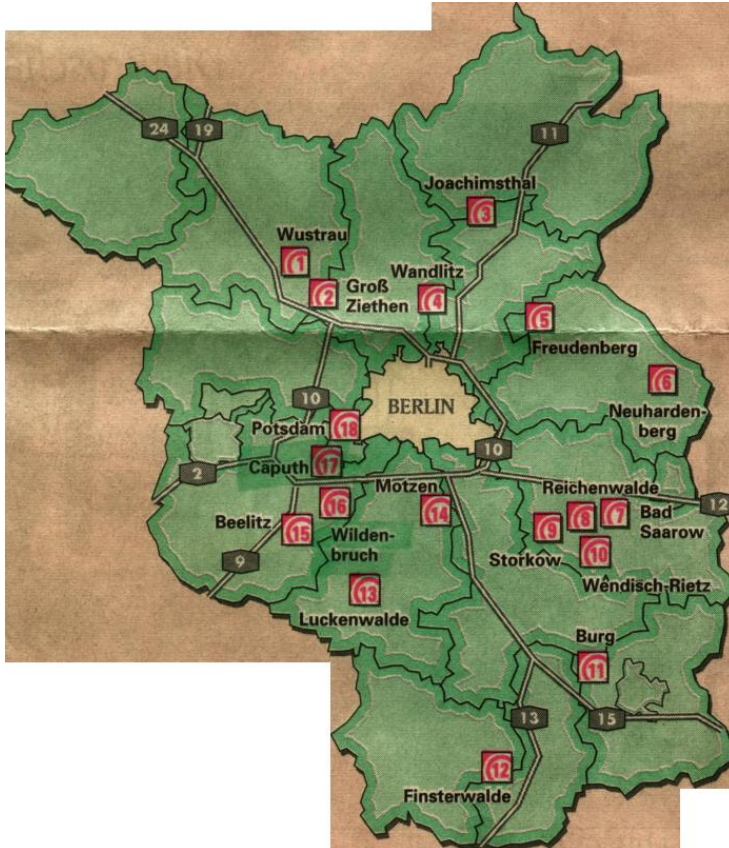 24
19
11
Joachimsthal
3
Wustrau
1
2
Groß
Ziethen
Wandlitz
4
5
Freudenberg
6
Neuharden-
berg
BERLIN
10
Potsdam
18
10
2
Caputh
17
Motzen
14
Reichenwalde
12
9
8
7
Bad
Saarow
Storkow
10
Wendisch-Rietz
16
Beelitz
15
Wilden-
bruch
9
13
Luckenwalde
Burg
11
13
15
12
Finsterwalde